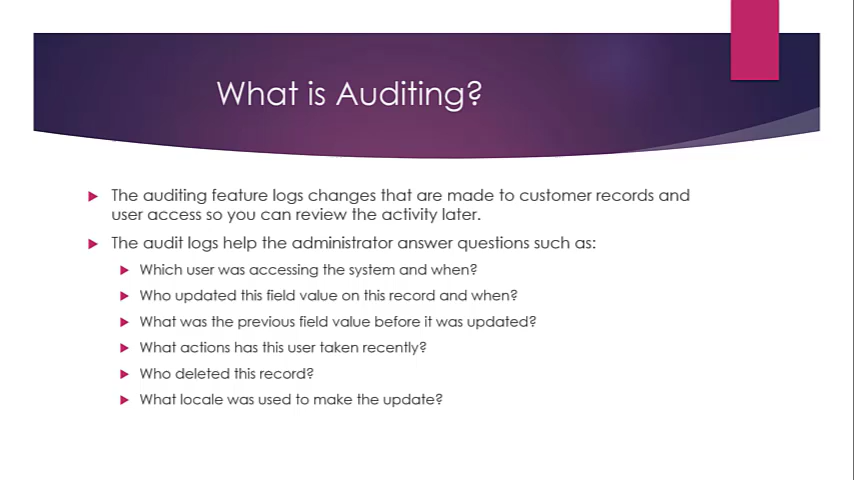 What is Auditing?
The auditing feature logs changes that are made to customer records and
user access so you can review the activity later.
The audit logs help the administrator answer questions such as:
Which user was accessing the system and when?
Who updated this field value on this record and when?
What was the previous field value before it was updated?
What actions has this user taken recently?
Who deleted this record?
What locale was used to make the update?